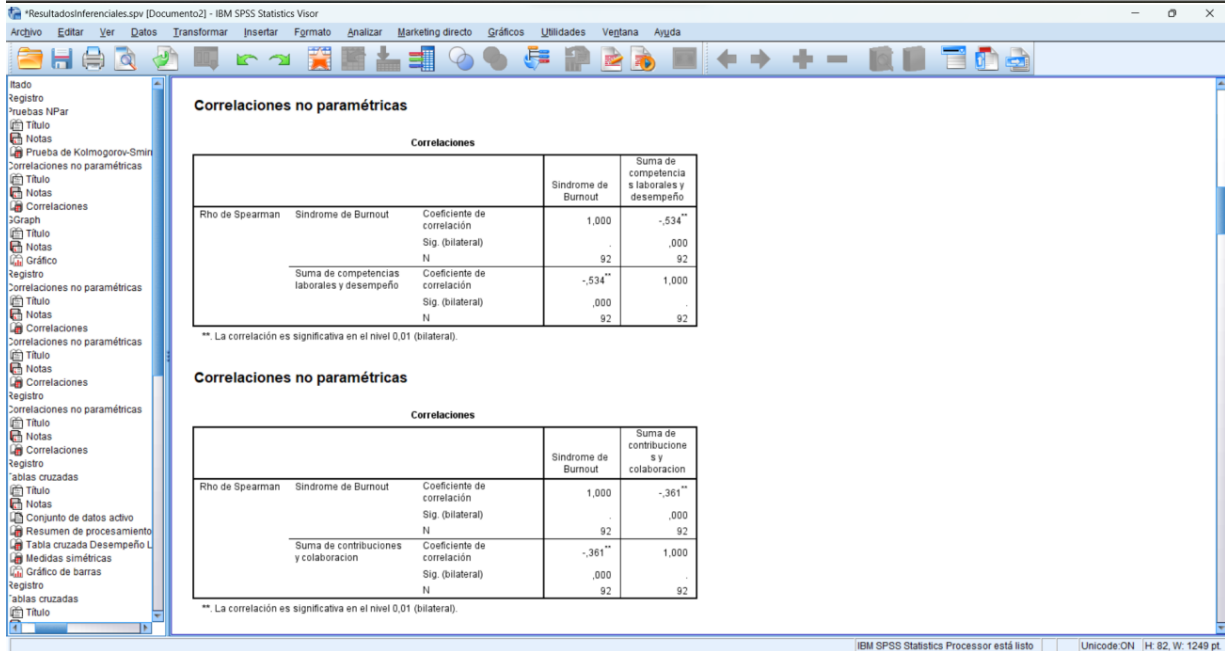 *ResultadosInferenciales.spv [Documento2] - IBM SPSS Statistics Visor
Archivo Editar Ver Datos Transformar Insertar Formato Analizar Marketing directo Gráficos Utilidades Ventana Ayuda
ltado
Registro
Pruebas NPar
Título
Notas
Prueba de Kolmogorov-Smirn
Correlaciones no paramétricas
Título
Notas
Correlaciones
GGraph
Título
Notas
Gráfico
Registro
Correlaciones no paramétricas
Título
Notas
Correlaciones
Correlaciones no paramétricas
Título
Notas
Correlaciones
Registro
Correlaciones no paramétricas
Título
Notas
Correlaciones
Registro
Tablas cruzadas
Título
Notas
Conjunto de datos activo
Resumen de procesamiento
Tabla cruzada Desempeño L
Medidas simétricas
Gráfico de barras
Registro
Tablas cruzadas
Título
Correlaciones no paramétricas
Correlaciones
Sindrome de Burnout
Suma de competencia s laborales y desempeño
Rho de Spearman Sindrome de Burnout Coeficiente de correlación 1,000 -,534**
Sig. (bilateral) . ,000
N 92 92
Suma de competencias laborales y desempeño Coeficiente de correlación -,534** 1,000
Sig. (bilateral) ,000 .
N 92 92
**. La correlación es significativa en el nivel 0,01 (bilateral).
Correlaciones no paramétricas
Correlaciones
Sindrome de Burnout
Suma de contribucione s y colaboracion
Rho de Spearman Sindrome de Burnout Coeficiente de correlación 1,000 -,361**
Sig. (bilateral) . ,000
N 92 92
Suma de contribuciones y colaboracion Coeficiente de correlación -,361** 1,000
Sig. (bilateral) ,000 .
N 92 92
**. La correlación es significativa en el nivel 0,01 (bilateral).
IBM SPSS Statistics Processor está listo Unicode:ON H: 82, W: 1249 pt.